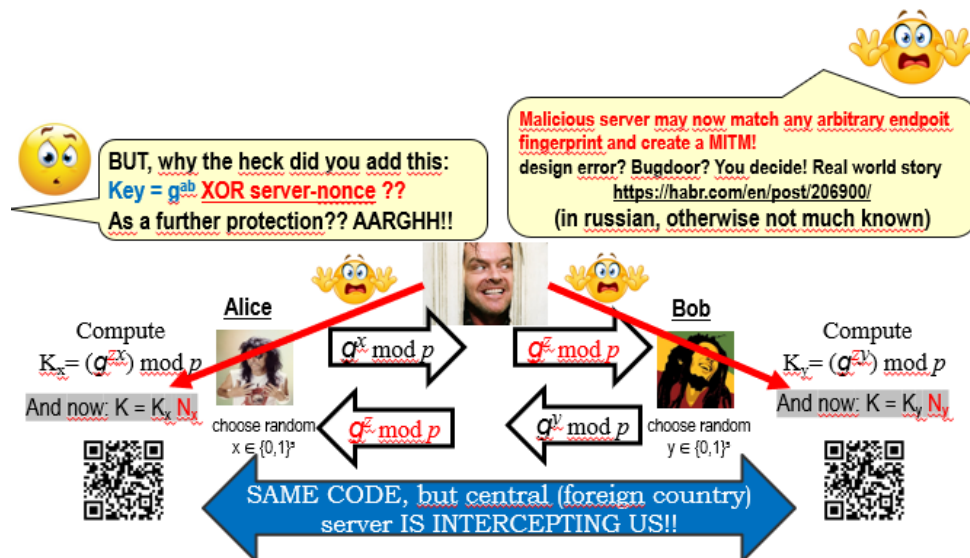 BUT, why the heck did you add this:
Key = gᵃᵇ XOR server-nonce ??
As a further protection?? AARGHH!!
Malicious server may now match any arbitrary endpoit
fingerprint and create a MITM!
design error? Bugdoor? You decide! Real world story
https://habr.com/en/post/206900/
(in russian, otherwise not much known)
Alice
Bob
Compute
Kₓ= (gᶻˣ) mod p
And now: K = Kₓ Nₓ
gˣ mod p
gᶻ mod p
gᶻ mod p
gʸ mod p
choose random
x ∈ {0,1}ˢ
choose random
y ∈ {0,1}ˢ
Compute
K_y= (gᶻʸ) mod p
And now: K = K_y N_y
SAME CODE, but central (foreign country)
server IS INTERCEPTING US!!